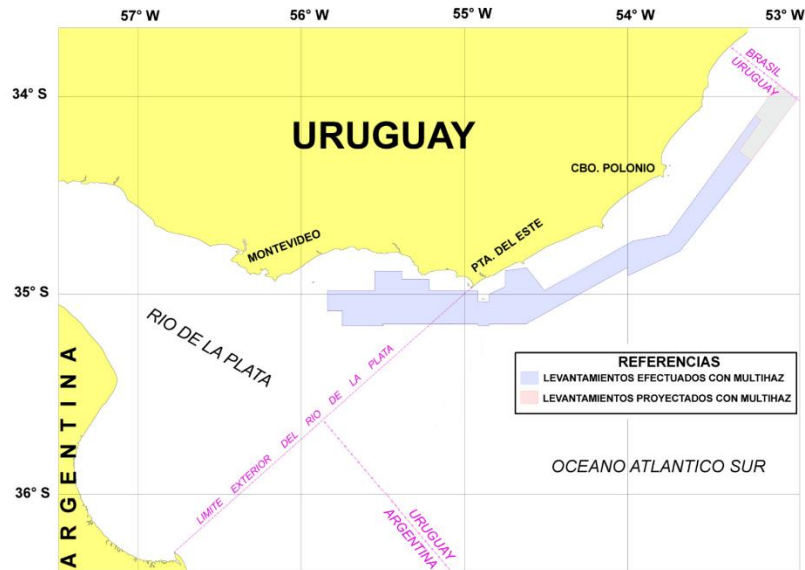 57° W
56° W
55° W
54° W
53° W
BRASIL
URUGUAY
34° S
URUGUAY
CBO. POLONIO
MONTEVIDEO
PTA. DEL ESTE
35° S
RIO DE LA PLATA
LIMITE EXTERIOR DEL RIO DE LA PLATA
REFERENCIAS
LEVANTAMIENTOS EFECTUADOS CON MULTIHAZ
LEVANTAMIENTOS PROYECTADOS CON MULTIHAZ
ARGENTINA
OCEANO ATLANTICO SUR
36° S
URUGUAY
ARGENTINA